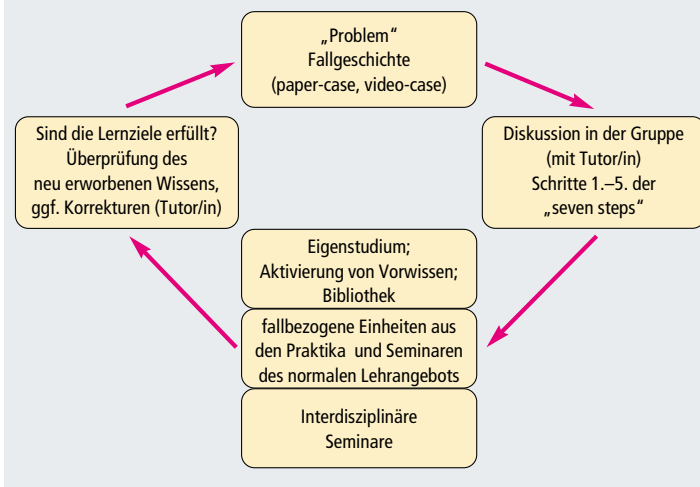 „Problem“
Fallgeschichte
(paper-case, video-case)
Sind die Lernziele erfüllt?
Überprüfung des
neu erworbenen Wissens,
ggf. Korrekturen (Tutor/in)
Diskussion in der Gruppe
(mit Tutor/in)
Schritte 1.–5. der
„seven steps“
Eigenstudium;
Aktivierung von Vorwissen;
Bibliothek
fallbezogene Einheiten aus
den Praktika und Seminaren
des normalen Lehrangebots
Interdisziplinäre
Seminare